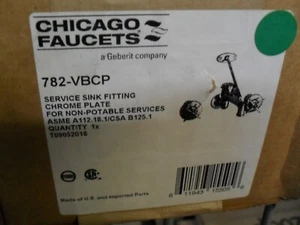 CHICAGO
FAUCETS
a Geberit company
782-VBCP
SERVICE SINK FITTING
CHROME PLATE
FOR NON-POTABLE SERVICES
ASME A112.18.1/CSA B125.1
QUANTITY 1x
Made of U.S. and Imported Parts